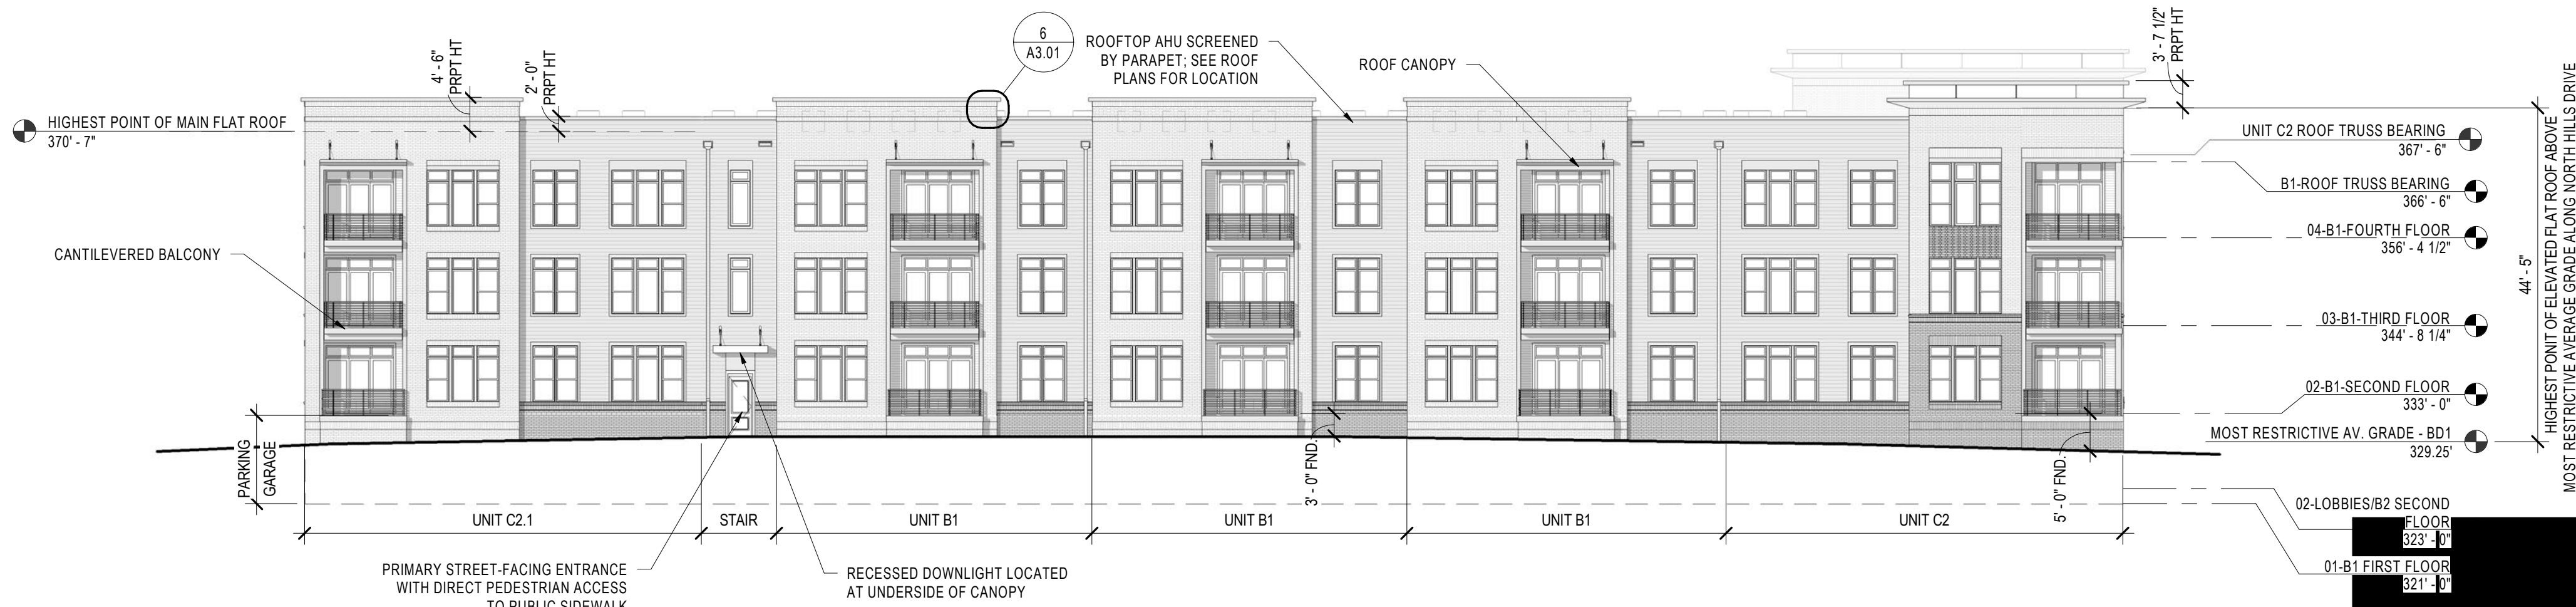 6
A3.01
ROOFTOP AHU SCREENED
BY PARAPET; SEE ROOF
PLANS FOR LOCATION
ROOF CANOPY
4' - 6"
PRPT HT
2' - 0"
PRPT HT
3' - 7 1/2"
PRPT HT
HIGHEST POINT OF MAIN FLAT ROOF
370' - 7"
CANTILEVERED BALCONY
UNIT C2 ROOF TRUSS BEARING
367' - 6"
B1-ROOF TRUSS BEARING
366' - 6"
04-B1-FOURTH FLOOR
356' - 4 1/2"
03-B1-THIRD FLOOR
344' - 8 1/4"
02-B1-SECOND FLOOR
333' - 0"
MOST RESTRICTIVE AV. GRADE - BD1
329.25'
44' - 5"
HIGHEST PONIT OF ELEVATED FLAT ROOF ABOVE
MOST RESTRICTIVE AVERAGE GRADE ALONG NORTH HILLS DRIVE
PARKING
GARAGE
3' - 0" FND.
5' - 0" FND.
UNIT C2.1
STAIR
UNIT B1
UNIT B1
UNIT B1
UNIT C2
02-LOBBIES/B2 SECOND
FLOOR
323' - 0"
01-B1 FIRST FLOOR
321' - 0"
PRIMARY STREET-FACING ENTRANCE
WITH DIRECT PEDESTRIAN ACCESS
TO PUBLIC SIDEWALK
RECESSED DOWNLIGHT LOCATED
AT UNDERSIDE OF CANOPY